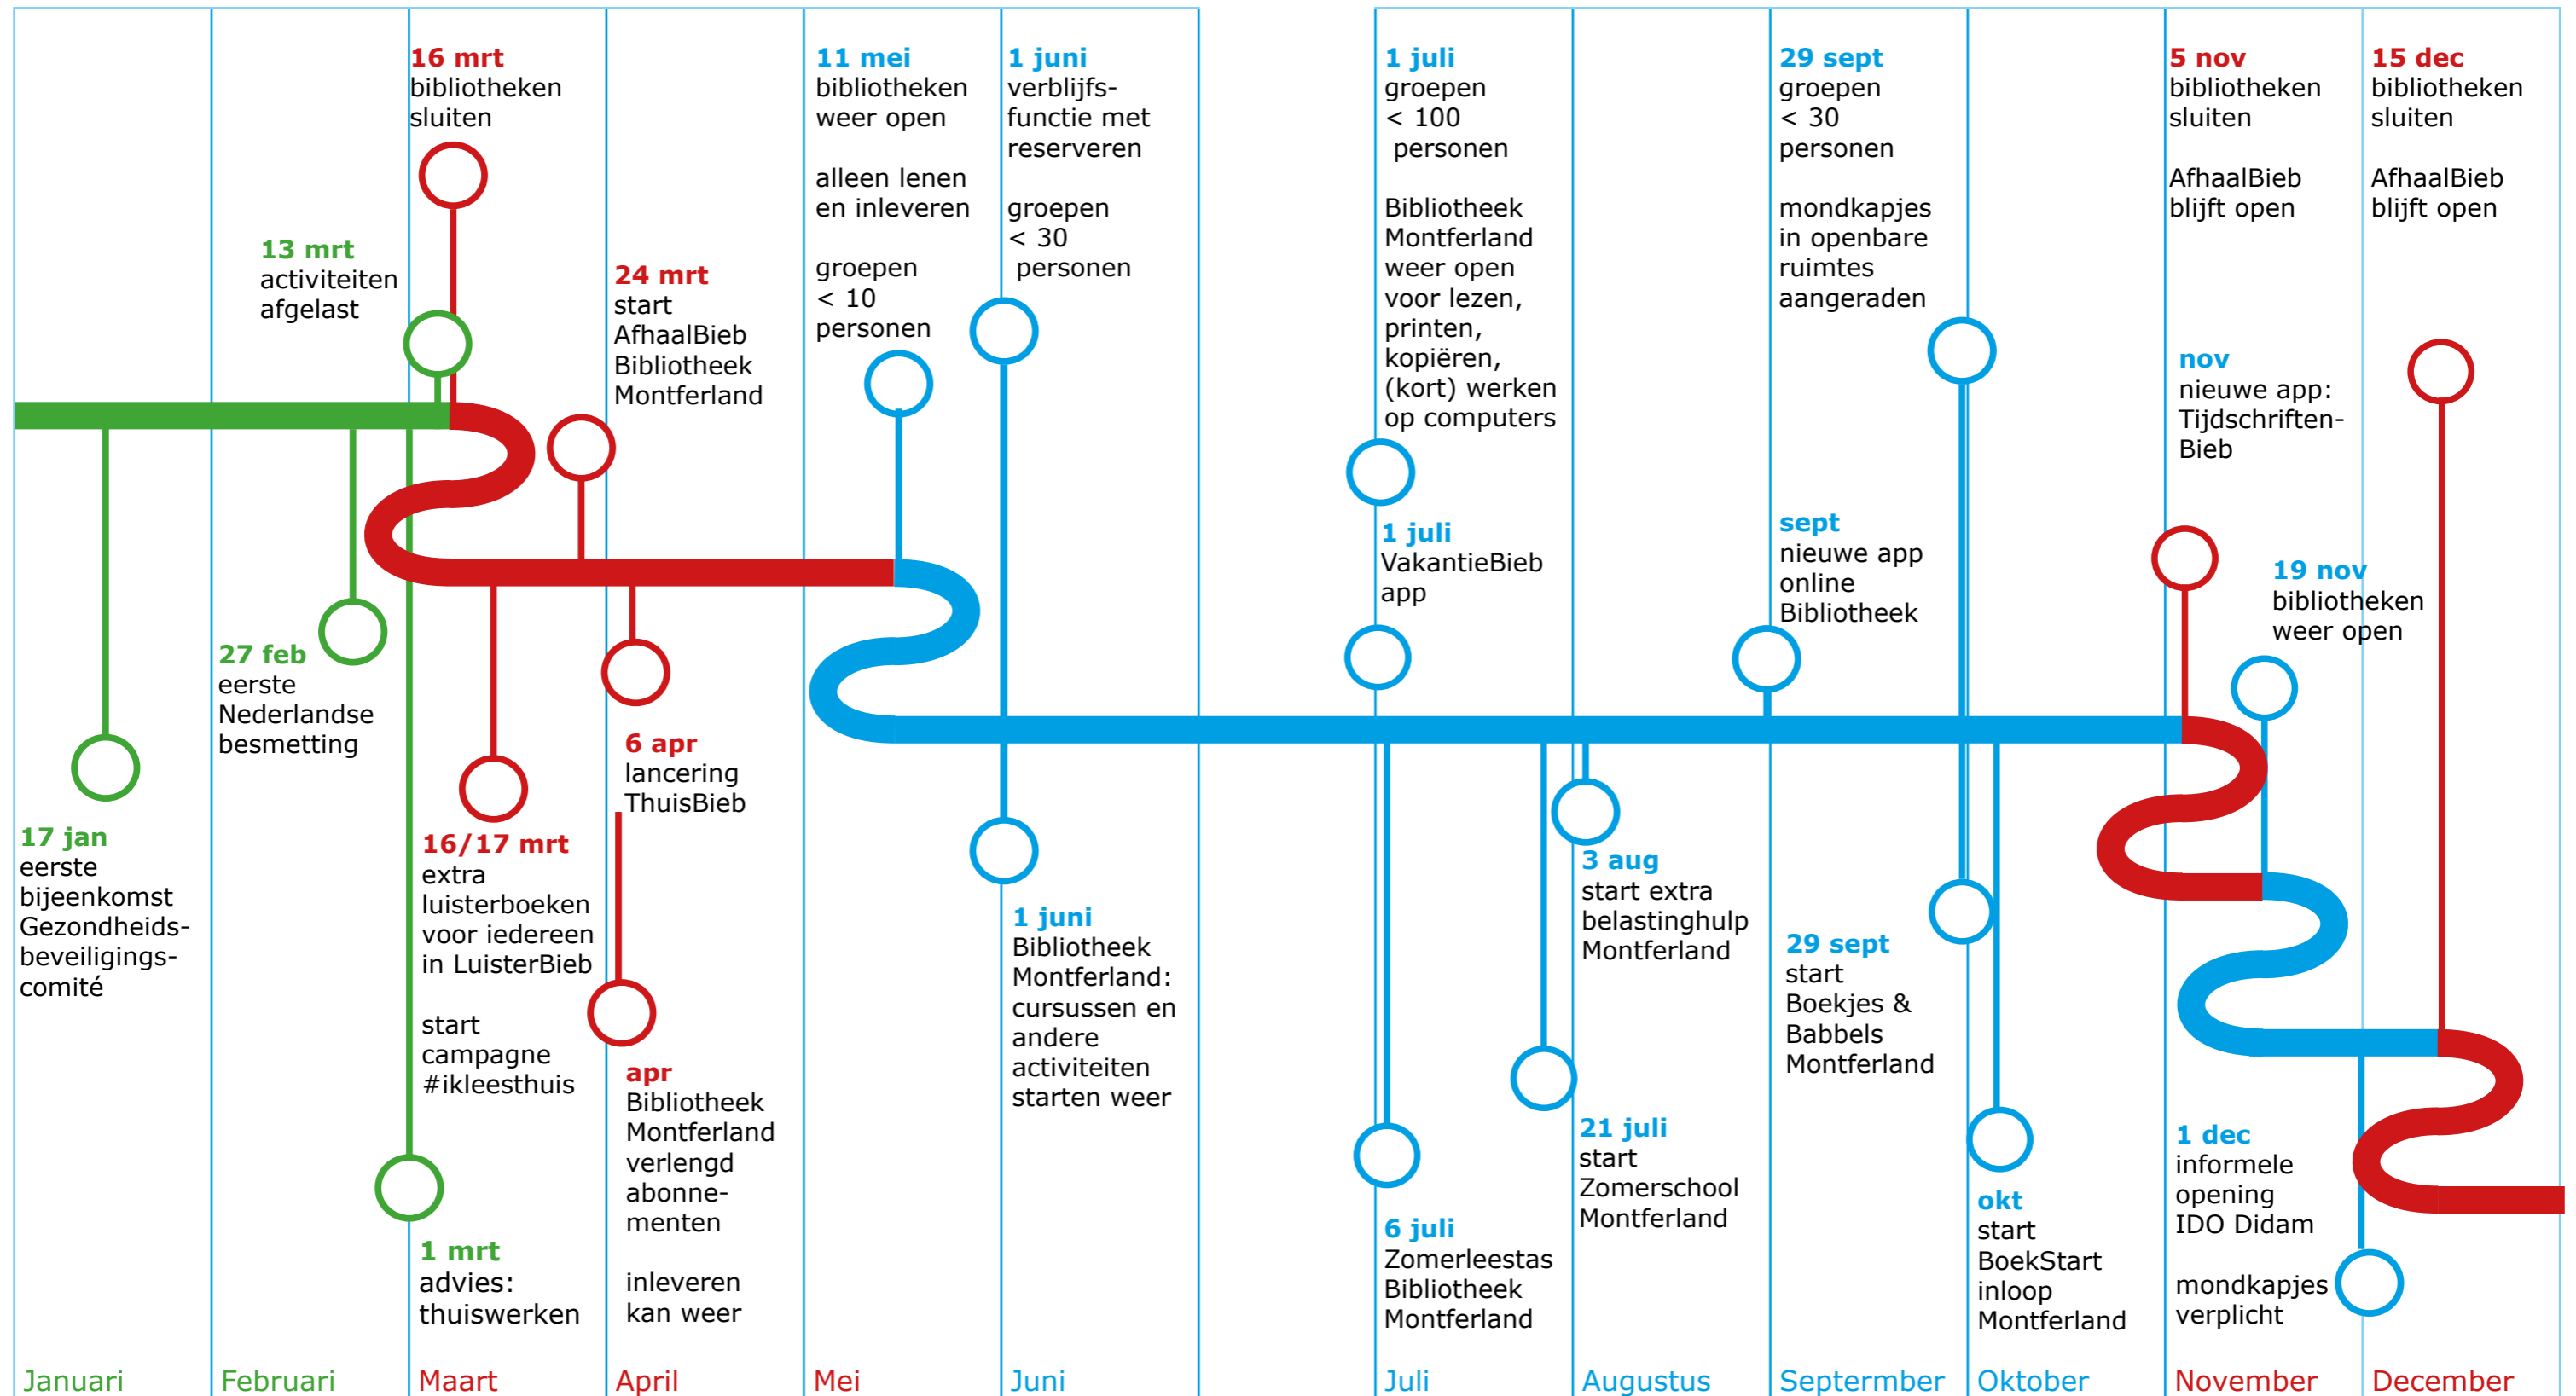 16 mrt
bibliotheken
sluiten
13 mrt
activiteiten
afgelast
24 mrt
start
AfhaalBieb
Bibliotheek
Montferland
17 jan
eerste
bijeenkomst
Gezondheids-
beveiligings-
comité
27 feb
eerste
Nederlandse
besmetting
1 mrt
advies:
thuiswerken
16/17 mrt
extra
luisterboeken
voor iedereen
in LuisterBieb
start
campagne
#ikleesthuis
6 apr
lancering
ThuisBieb
apr
Bibliotheek
Montferland
verlengd
abonne-
menten
inleveren
kan weer
11 mei
bibliotheken
weer open
alleen lenen
en inleveren
groepen
< 10
personen
1 juni
verblijfs-
functie met
reserveren
groepen
< 30
personen
1 juni
Bibliotheek
Montferland:
cursussen en
andere
activiteiten
starten weer
1 juli
groepen
< 100
personen
Bibliotheek
Montferland
weer open
voor lezen,
printen,
kopiëren,
(kort) werken
op computers
1 juli
VakantieBieb
app
6 juli
Zomerleestas
Bibliotheek
Montferland
21 juli
start
Zomerschool
Montferland
3 aug
start extra
belastinghulp
Montferland
29 sept
groepen
< 30
personen
mondkapjes
in openbare
ruimtes
aangeraden
sept
nieuwe app
online
Bibliotheek
29 sept
start
Boekjes &
Babbels
Montferland
okt
start
BoekStart
inloop
Montferland
5 nov
bibliotheken
sluiten
AfhaalBieb
blijft open
nov
nieuwe app:
Tijdschriften-
Bieb
19 nov
bibliotheken
weer open
1 dec
informele
opening
IDO Didam
mondkapjes
verplicht
15 dec
bibliotheken
sluiten
AfhaalBieb
blijft open
Januari
Februari
Maart
April
Mei
Juni
Juli
Augustus
Septermber
Oktober
November
December